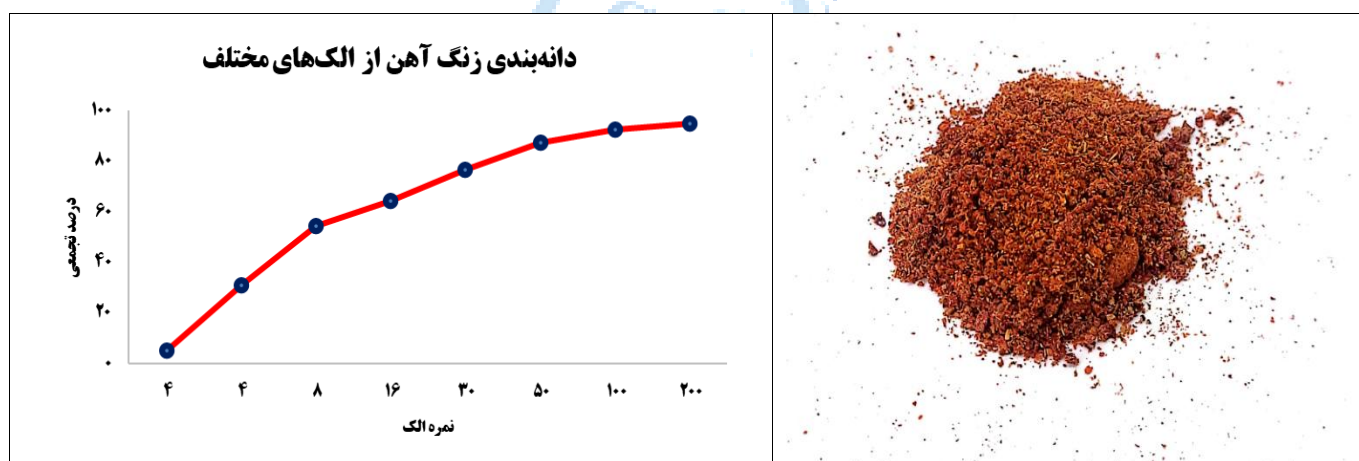 دانه‌بندی زنگ آهن از الک‌های مختلف
درصد تجمعی
۱۰۰
۸۰
۶۰
۴۰
۲۰
۰
۴ ۴ ۸ ۱۶ ۳۰ ۵۰ ۱۰۰ ۲۰۰
نمره الک